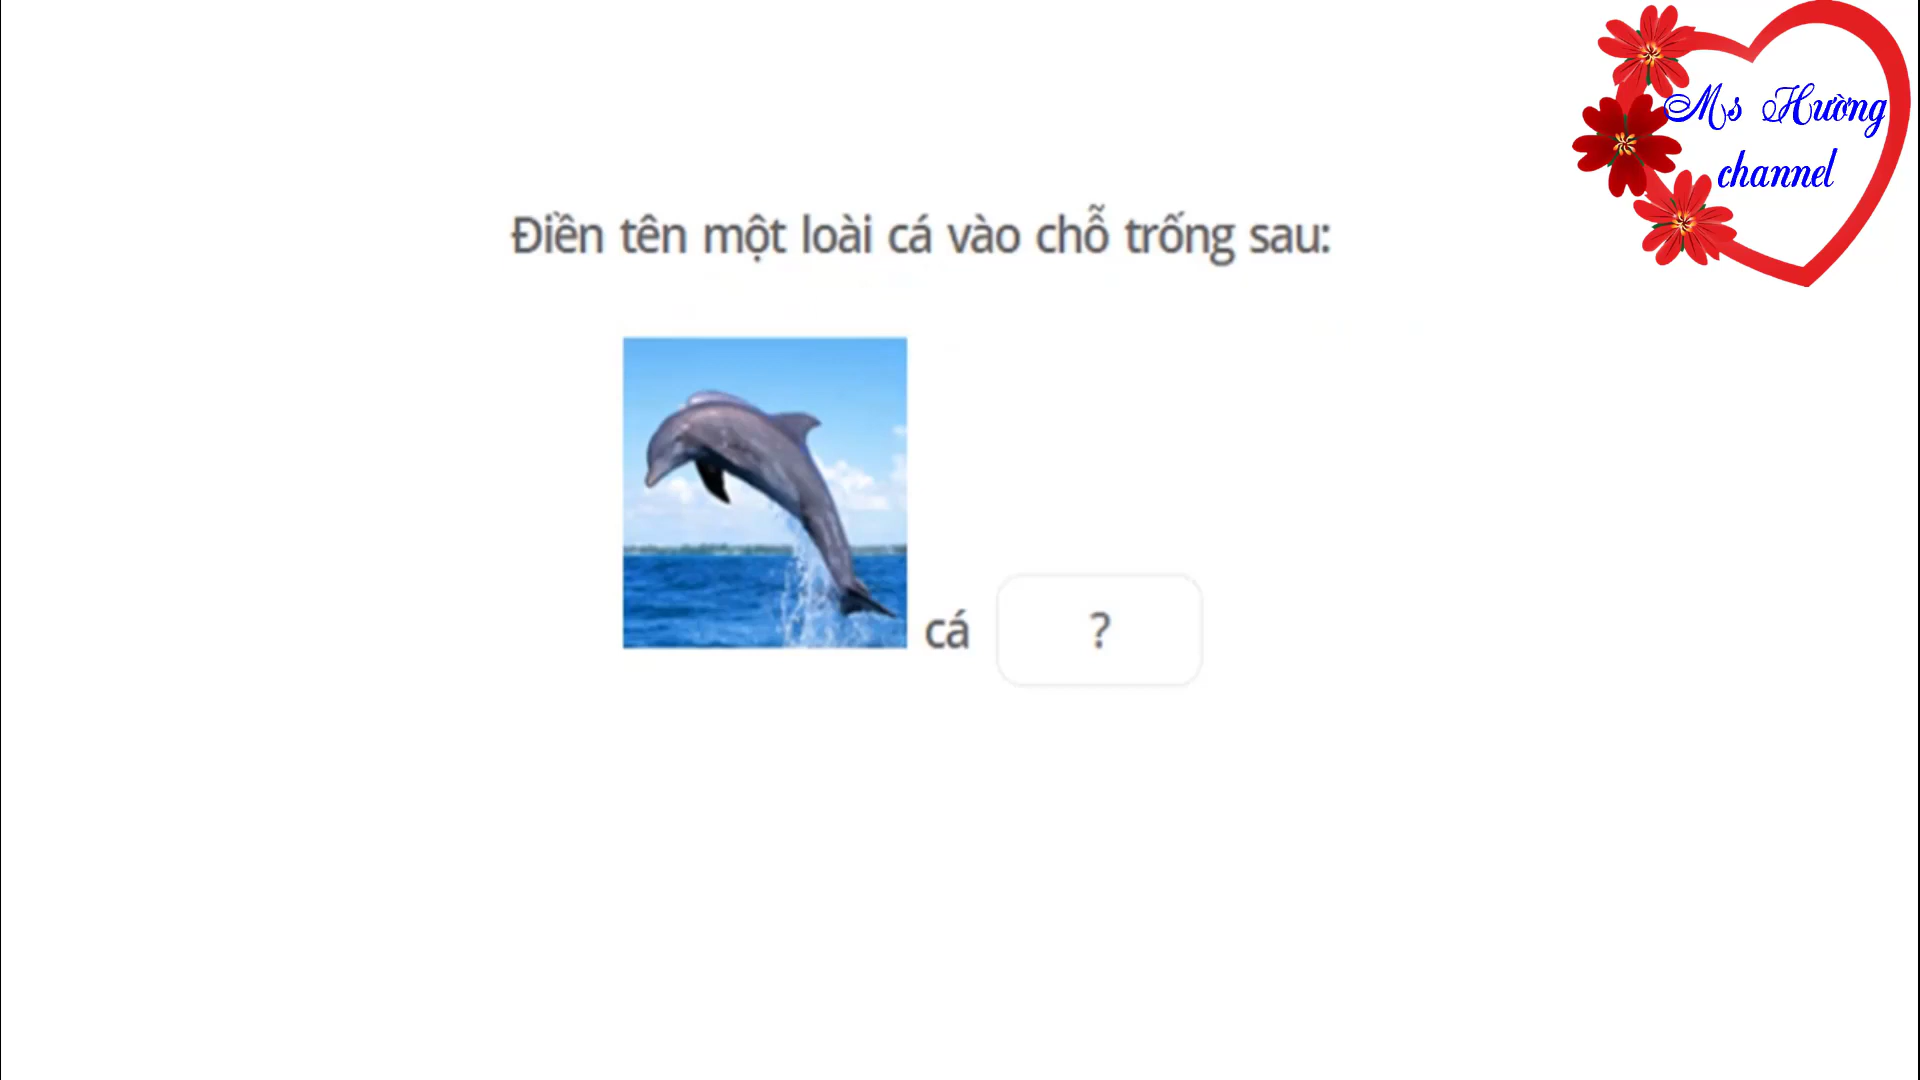 Ms Hường
channel
Điền tên một loài cá vào chỗ trống sau:
cá ?